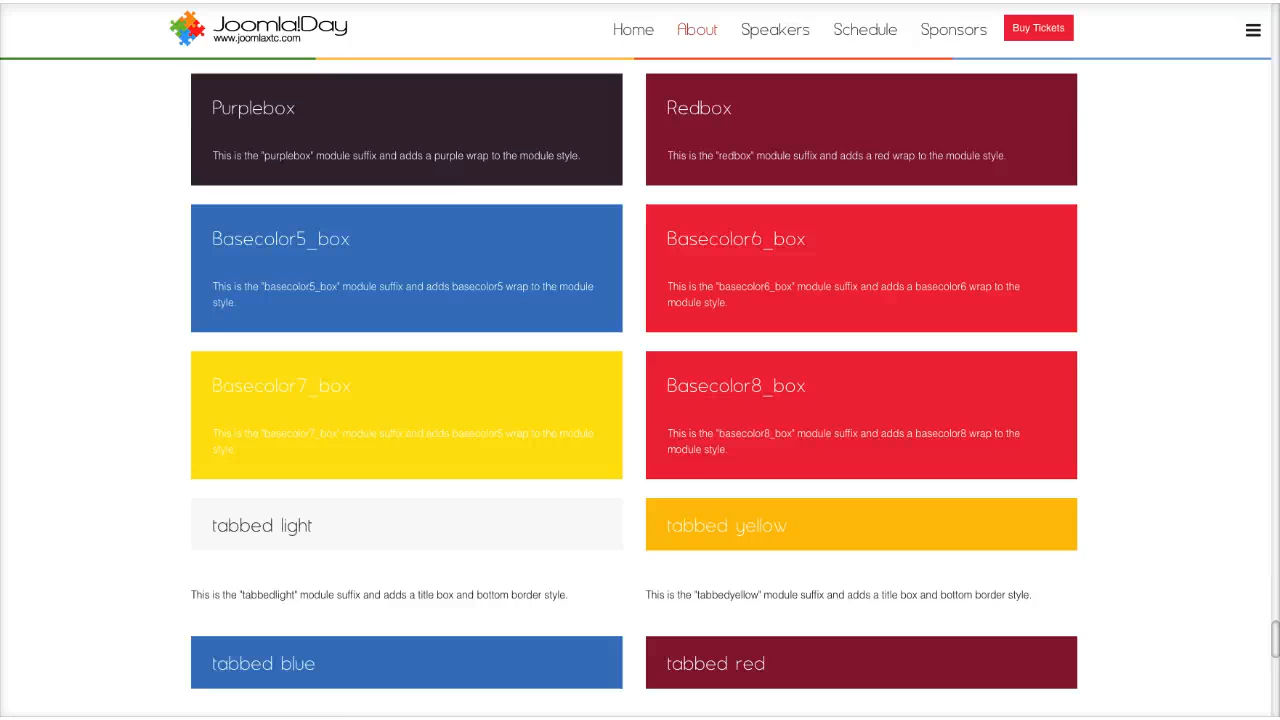 Joomla!Day
www.joomlaxtc.com
Home About Speakers Schedule Sponsors Buy Tickets
Purplebox
This is the "purplebox" module suffix and adds a purple wrap to the module style.
Redbox
This is the "redbox" module suffix and adds a red wrap to the module style.
Basecolor5_box
This is the "basecolor5_box" module suffix and adds basecolor5 wrap to the module
style.
Basecolor6_box
This is the "basecolor6_box" module suffix and adds a basecolor6 wrap to the
module style.
Basecolor7_box
This is the "basecolor7_box" module suffix and adds basecolor5 wrap to the module
style.
Basecolor8_box
This is the "basecolor8_box" module suffix and adds a basecolor8 wrap to the
module style.
tabbed light
This is the "tabbedlight" module suffix and adds a title box and bottom border style.
tabbed yellow
This is the "tabbedyellow" module suffix and adds a title box and bottom border style.
tabbed blue
tabbed red